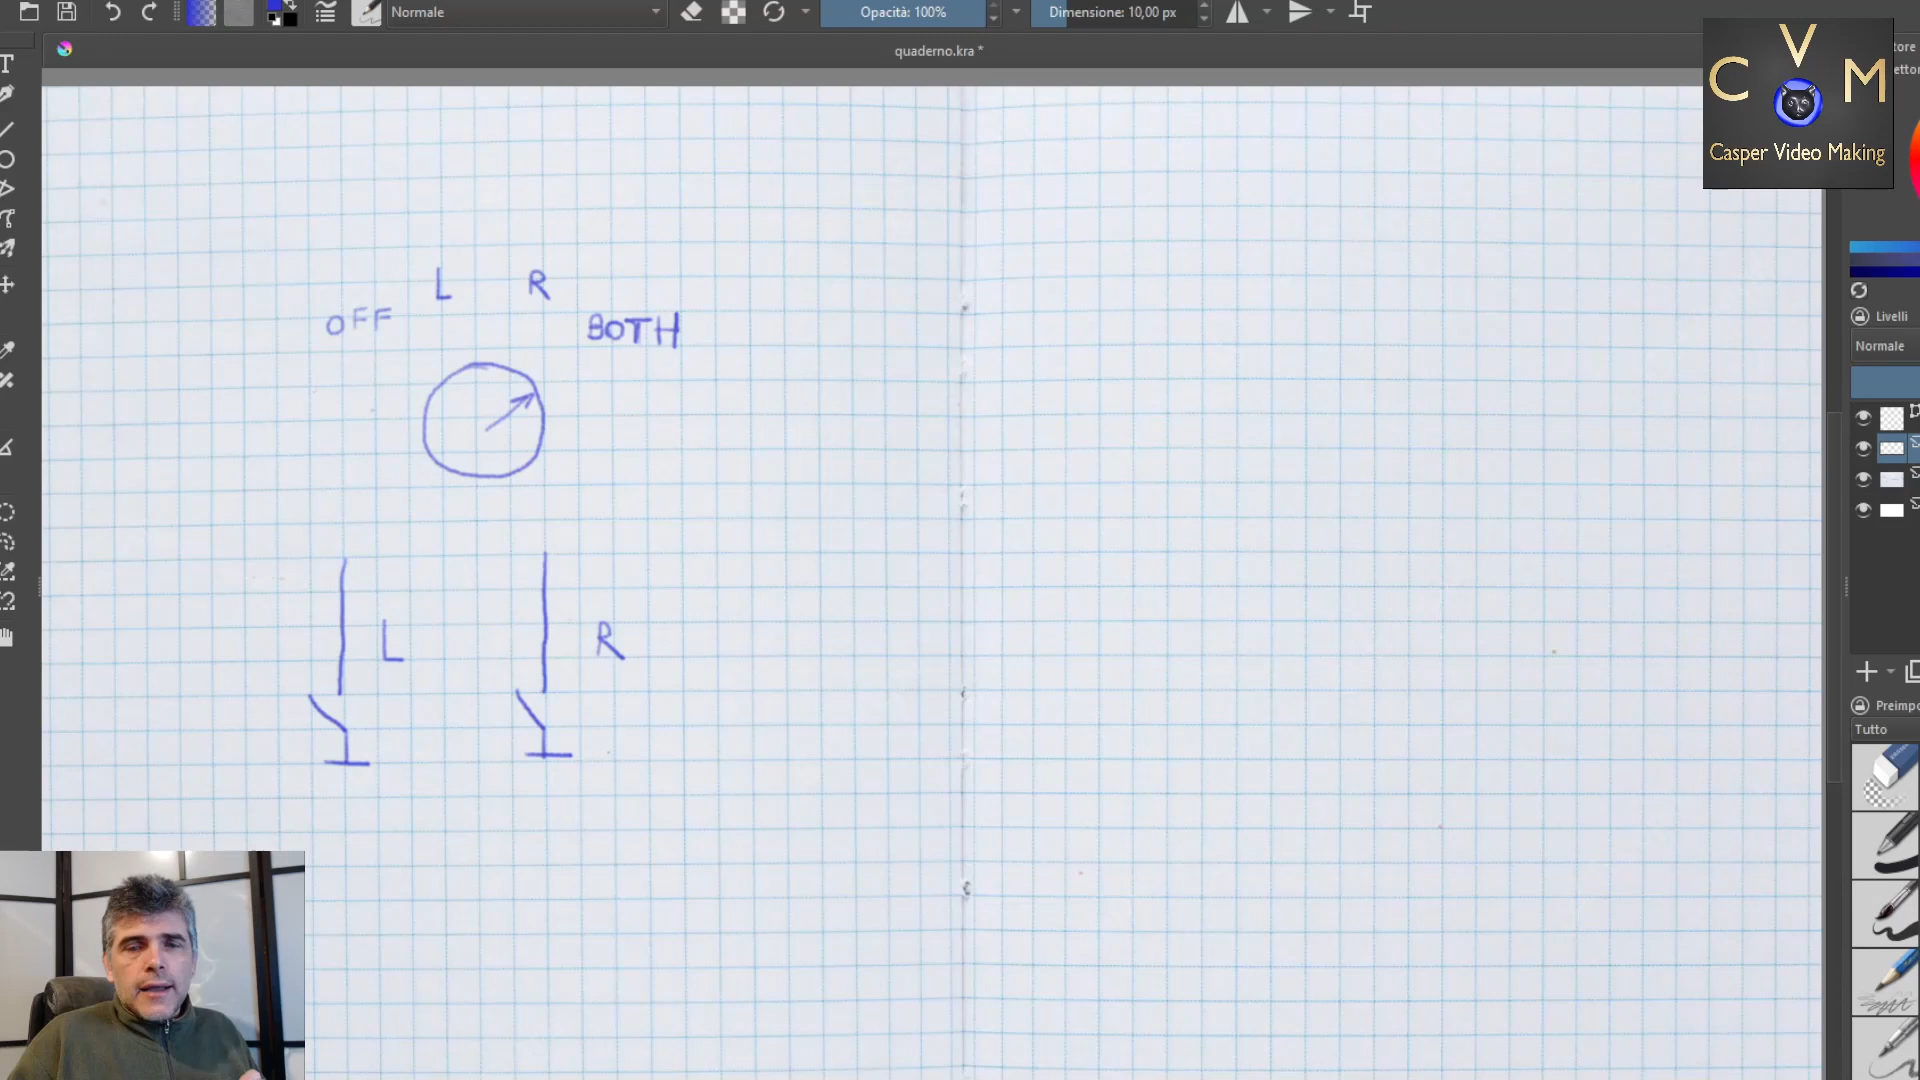 Normale
Opacità: 100%
Dimensione: 10,00 px
quaderno.kra *
C V M
Casper Video Making
L R
OFF BOTH
L R
Livelli
Normale
Tutto